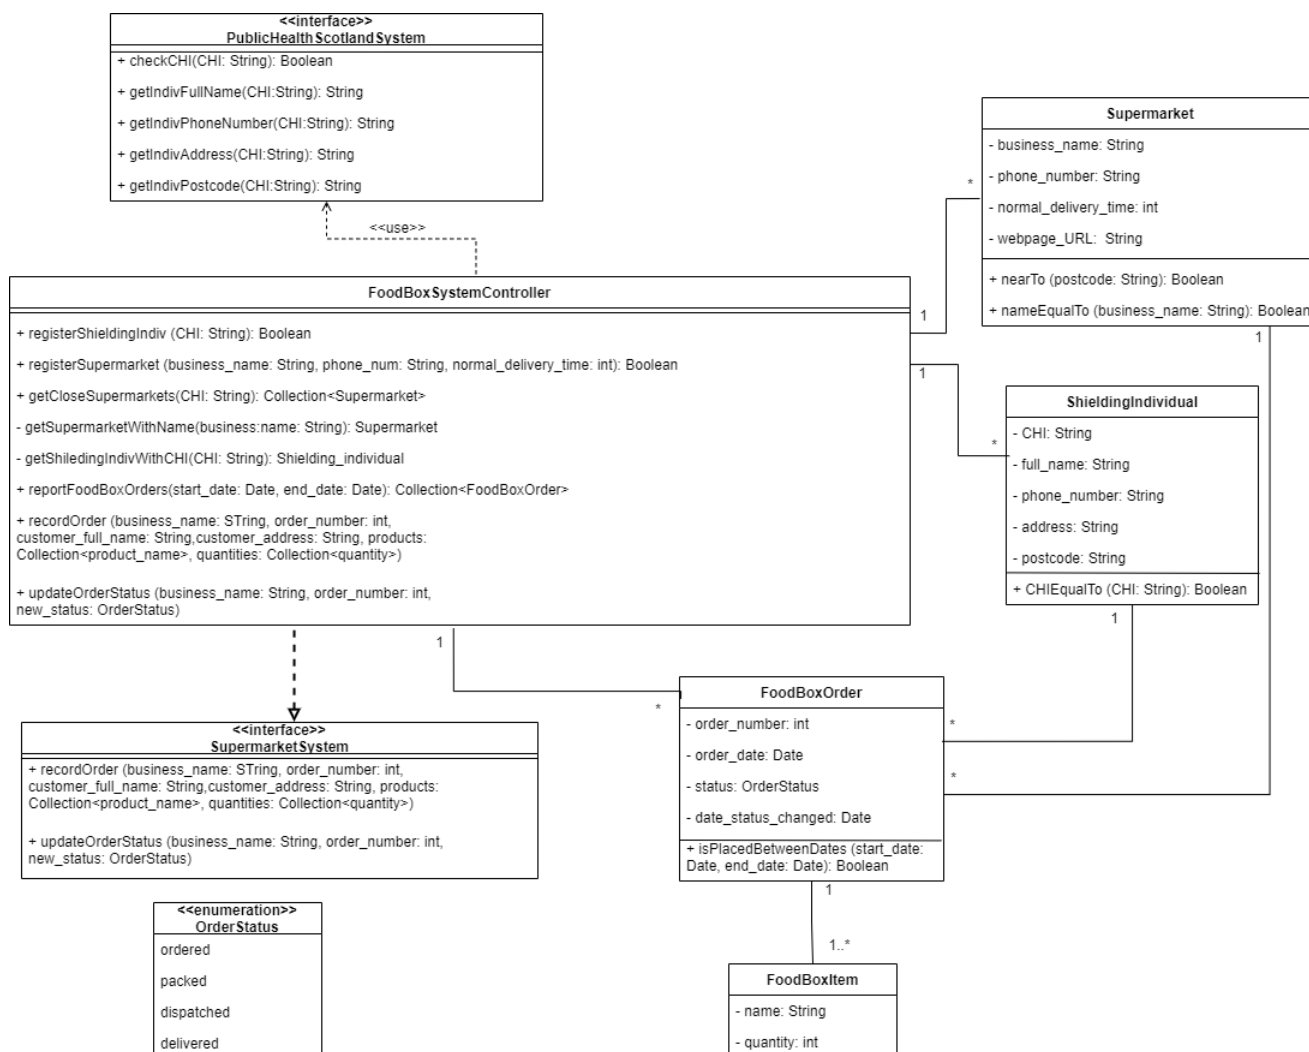 <<interface>>
PublicHealthScotlandSystem
+ checkCHI(CHI: String): Boolean
+ getIndivFullName(CHI:String): String
+ getIndivPhoneNumber(CHI:String): String
+ getIndivAddress(CHI:String): String
+ getIndivPostcode(CHI:String): String
<<use>>
Supermarket
- business_name: String
- phone_number: String
- normal_delivery_time: int
- webpage_URL: String
+ nearTo (postcode: String): Boolean
+ nameEqualTo (business_name: String): Boolean
*
1
1
FoodBoxSystemController
+ registerShieldingIndiv (CHI: String): Boolean
+ registerSupermarket (business_name: String, phone_num: String, normal_delivery_time: int): Boolean
+ getCloseSupermarkets(CHI: String): Collection<Supermarket>
- getSupermarketWithName(business:name: String): Supermarket
- getShiledingIndivWithCHI(CHI: String): Shielding_individual
+ reportFoodBoxOrders(start_date: Date, end_date: Date): Collection<FoodBoxOrder>
+ recordOrder (business_name: STring, order_number: int,
customer_full_name: String,customer_address: String, products:
Collection<product_name>, quantities: Collection<quantity>)
+ updateOrderStatus (business_name: String, order_number: int,
new_status: OrderStatus)
1
*
ShieldingIndividual
- CHI: String
- full_name: String
- phone_number: String
- address: String
- postcode: String
+ CHIEqualTo (CHI: String): Boolean
1
1
*
<<interface>>
SupermarketSystem
+ recordOrder (business_name: STring, order_number: int,
customer_full_name: String,customer_address: String, products:
Collection<product_name>, quantities: Collection<quantity>)
+ updateOrderStatus (business_name: String, order_number: int,
new_status: OrderStatus)
FoodBoxOrder
- order_number: int
- order_date: Date
- status: OrderStatus
- date_status_changed: Date
+ isPlacedBetweenDates (start_date:
Date, end_date: Date): Boolean
*
*
1
1..*
<<enumeration>>
OrderStatus
ordered
packed
dispatched
delivered
FoodBoxItem
- name: String
- quantity: int